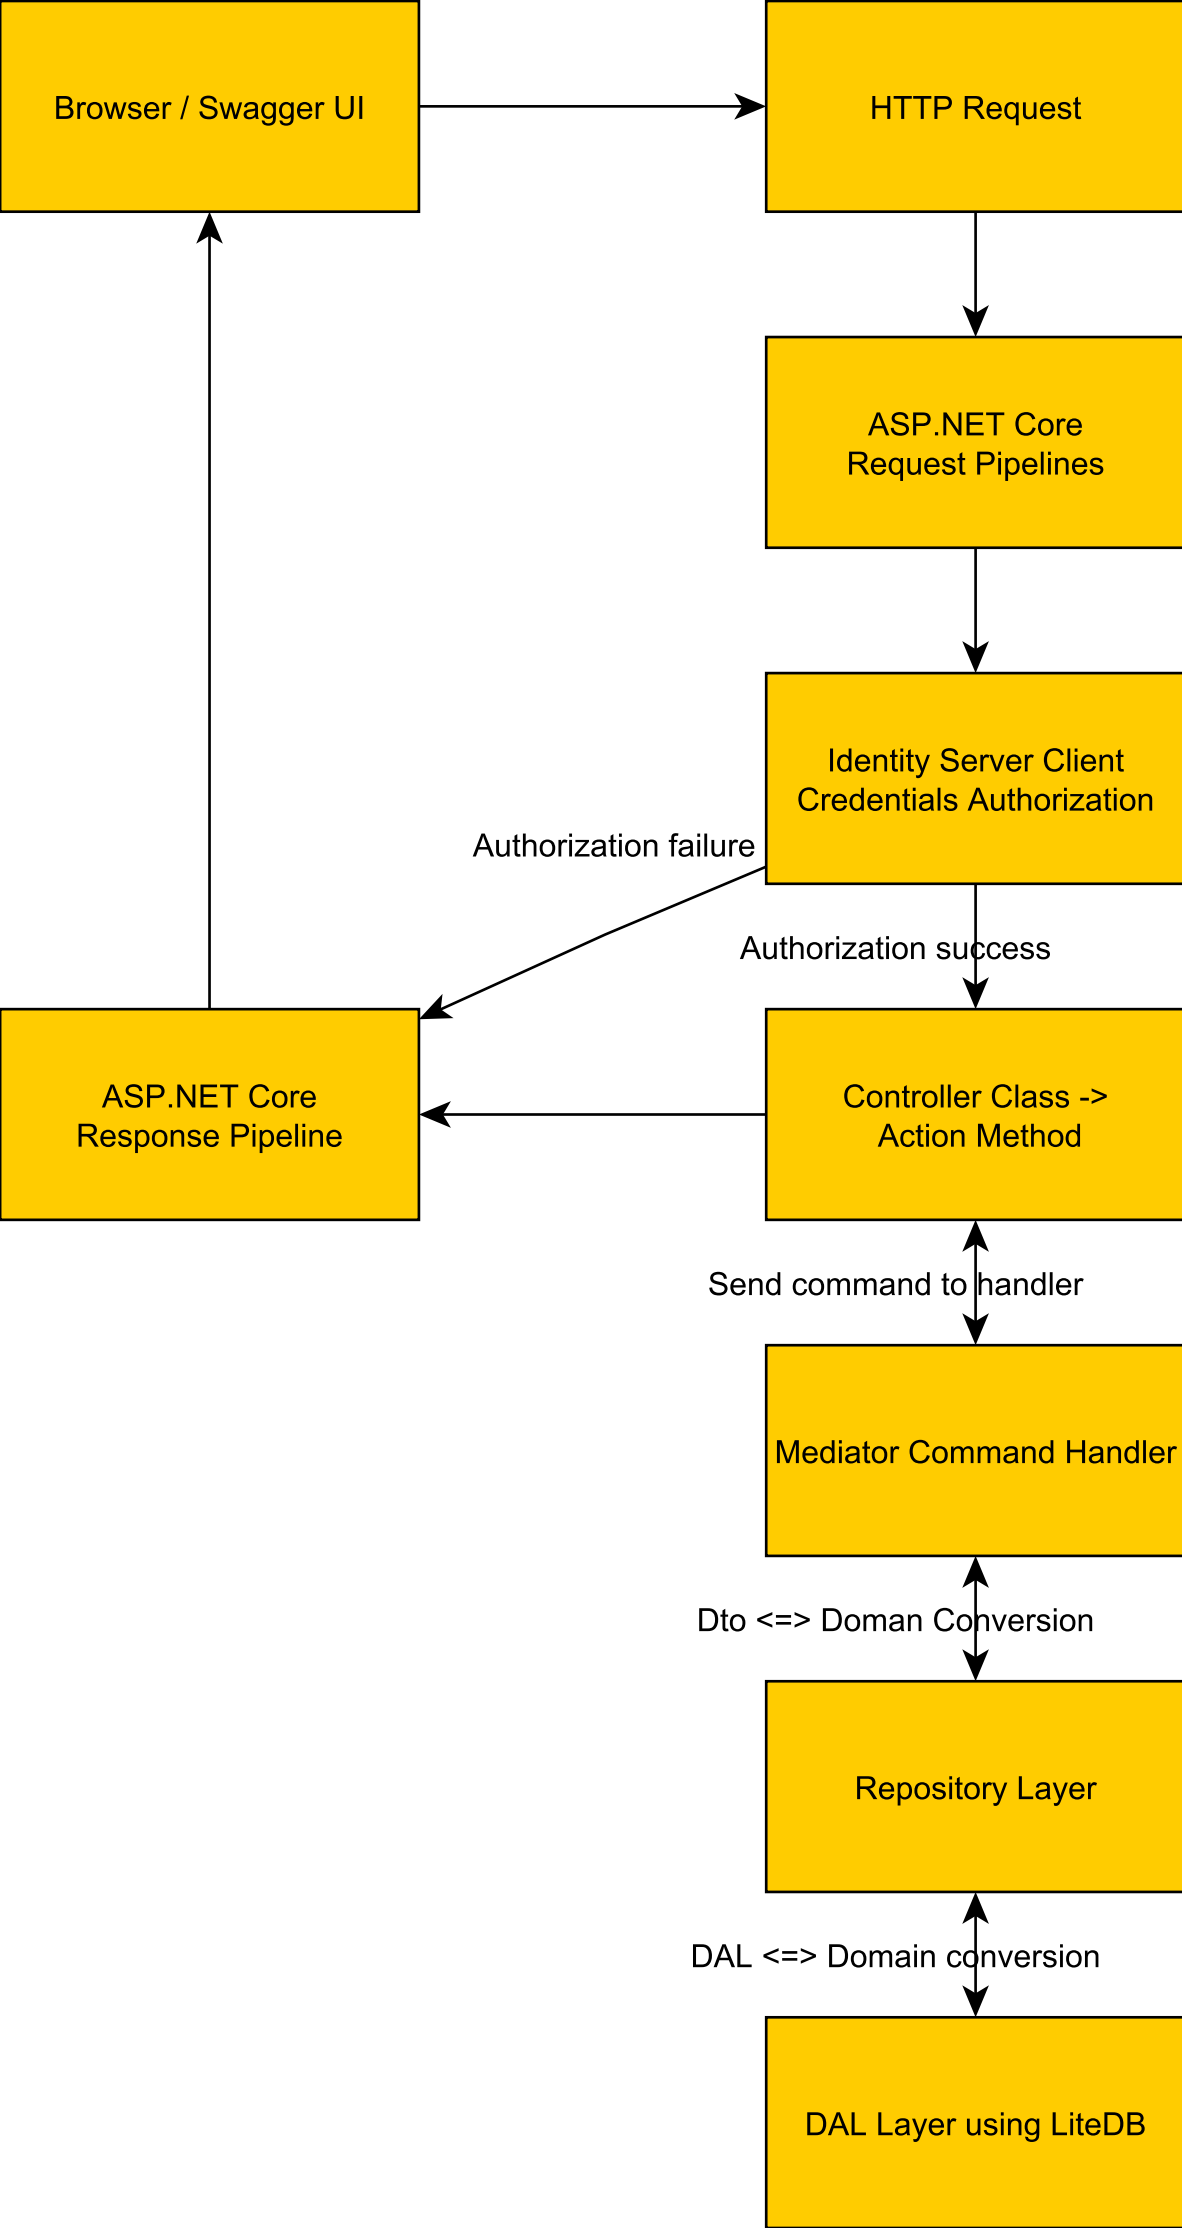 Browser / Swagger UI
HTTP Request
ASP.NET Core
Request Pipelines
Identity Server Client
Credentials Authorization
Authorization failure
Authorization success
ASP.NET Core
Response Pipeline
Controller Class ->
Action Method
Send command to handler
Mediator Command Handler
Dto <=> Doman Conversion
Repository Layer
DAL <=> Domain conversion
DAL Layer using LiteDB